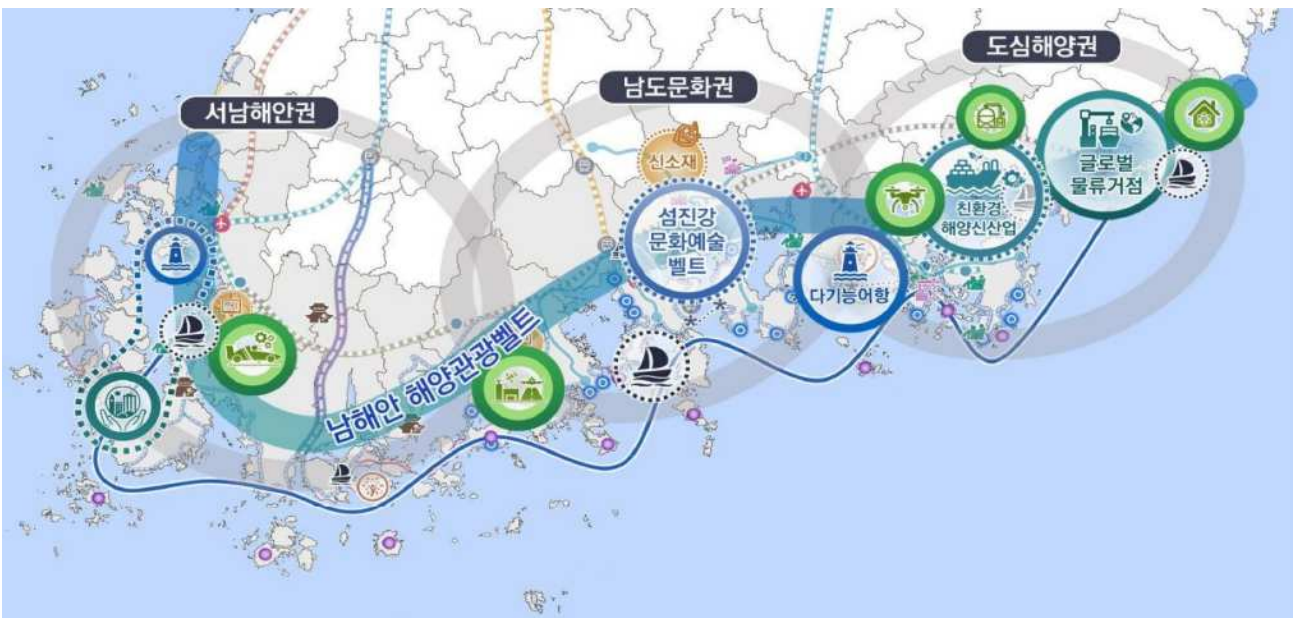 서남해안권
남도문화권
도심해양권
신소재
섬진강
문화예술
벨트
다기능어항
친환경
해양신산업
글로벌
물류거점
남해안 해양관광벨트